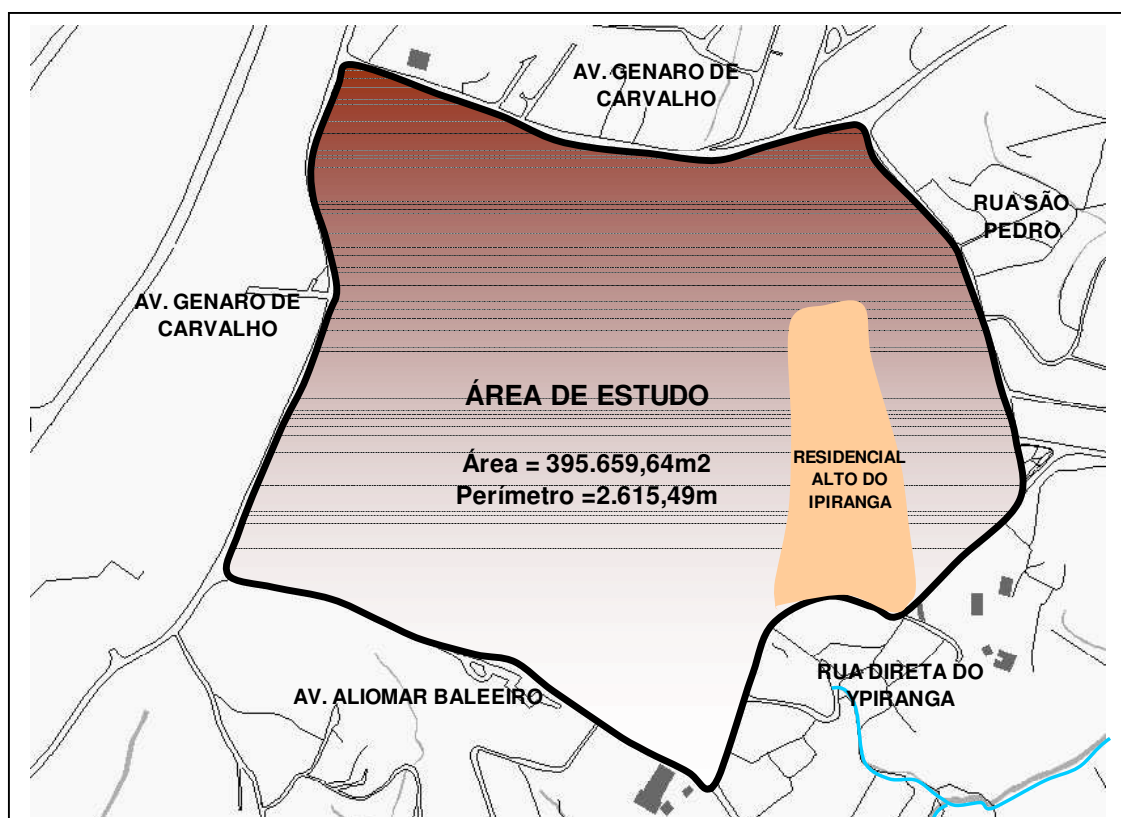 AV. GENARO DE
CARVALHO
RUA SÃO
PEDRO
AV. GENARO DE
CARVALHO
ÁREA DE ESTUDO
Área = 395.659,64m2
Perímetro =2.615,49m
RESIDENCIAL
ALTO DO
IPIRANGA
RUA DIRETA DO
YPIRANGA
AV. ALIOMAR BALEEIRO